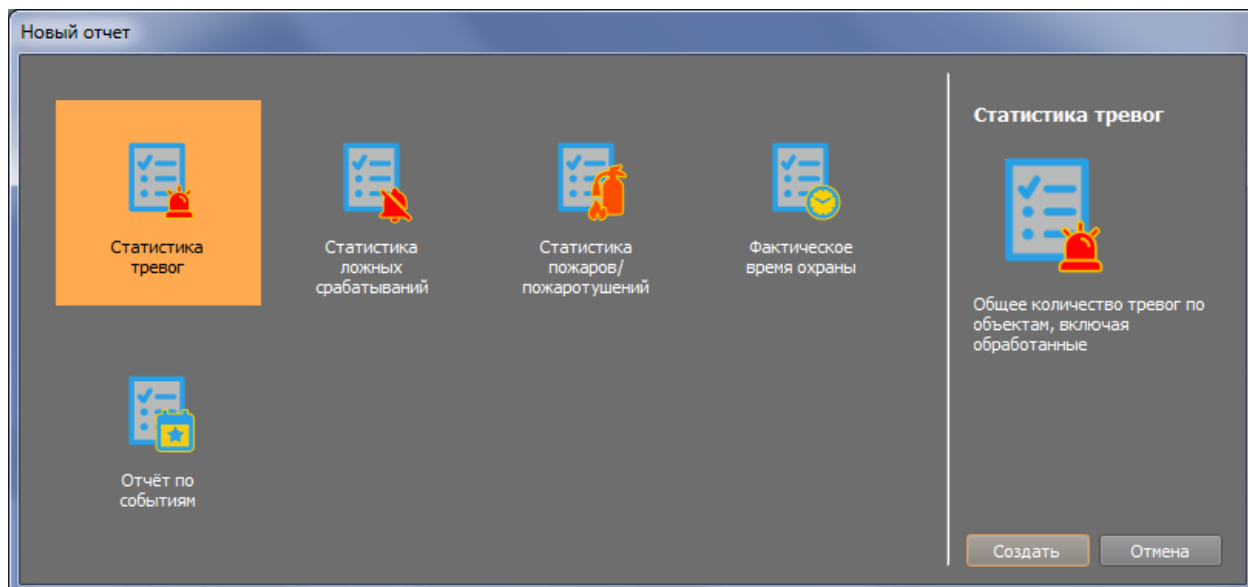 Новый отчет
Статистика
тревог
Статистика
ложных
срабатываний
Статистика
пожаров/
пожаротушений
Фактическое
время охраны
Отчёт по
событиям
Статистика тревог
Общее количество тревог по
объектам, включая
обработанные
Создать
Отмена